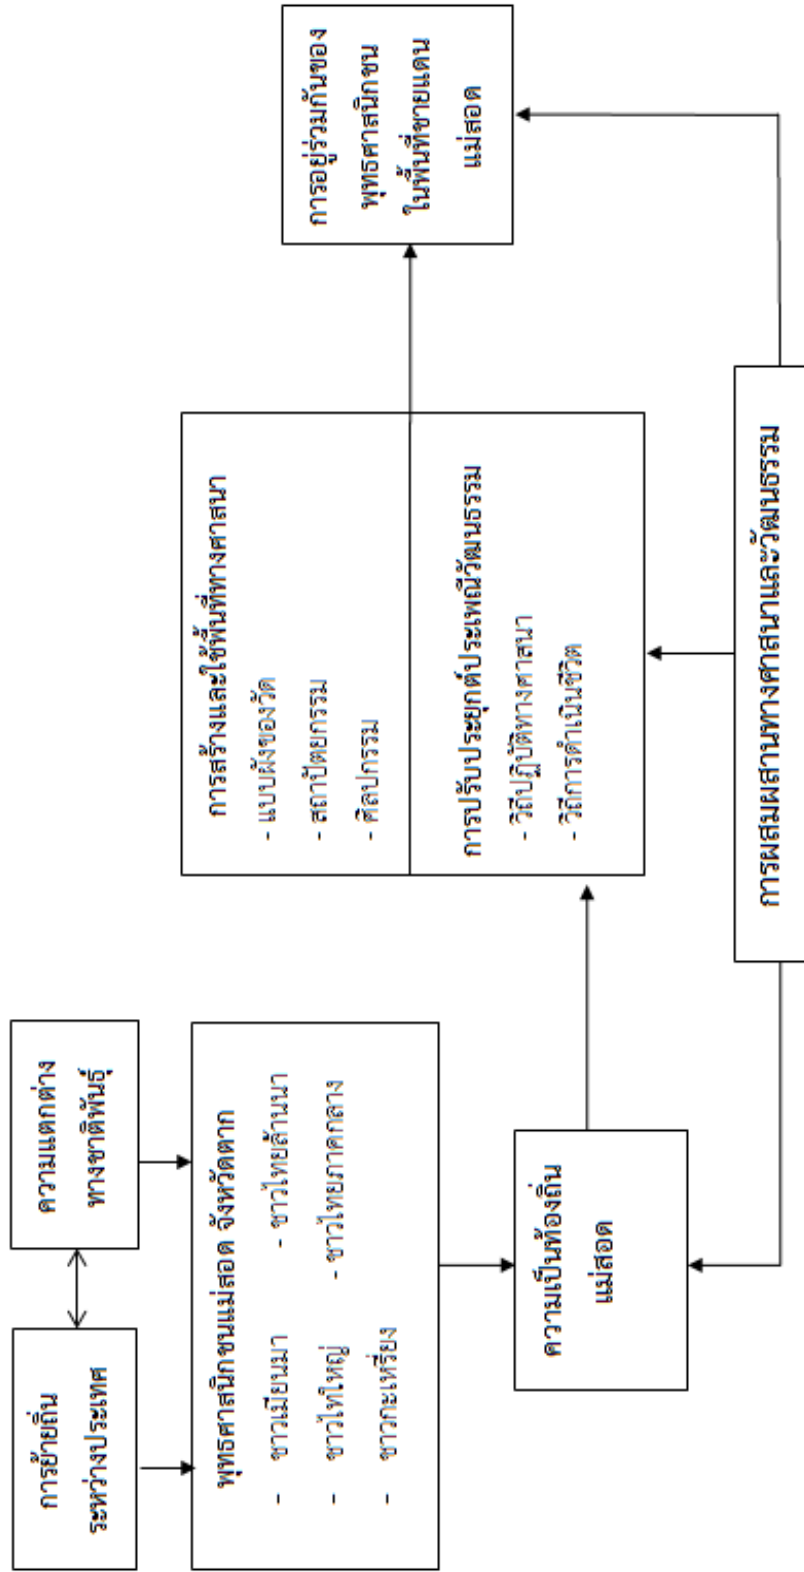 การย้ายถิ่น
ระหว่างประเทศ
ความแตกต่าง
ทางชาติพันธุ์
พุทธศาสนิกชนแม่สอด จังหวัดตาก
- ชาวเมียนมา - ชาวไทยล้านนา
- ชาวไทใหญ่ - ชาวไทยภาคกลาง
- ชาวกะเหรี่ยง
ความเป็นท้องถิ่น
แม่สอด
การสร้างและใช้พื้นที่ทางศาสนา
- แบบผังของวัด
- สถาปัตยกรรม
- ศิลปกรรม
การปรับประยุกต์ประเพณีวัฒนธรรม
- วิถีปฏิบัติทางศาสนา
- วิถีการดำเนินชีวิต
การอยู่ร่วมกันของ
พุทธศาสนิกชน
ในพื้นที่ชายแดน
แม่สอด
การผสมผสานทางศาสนาและวัฒนธรรม